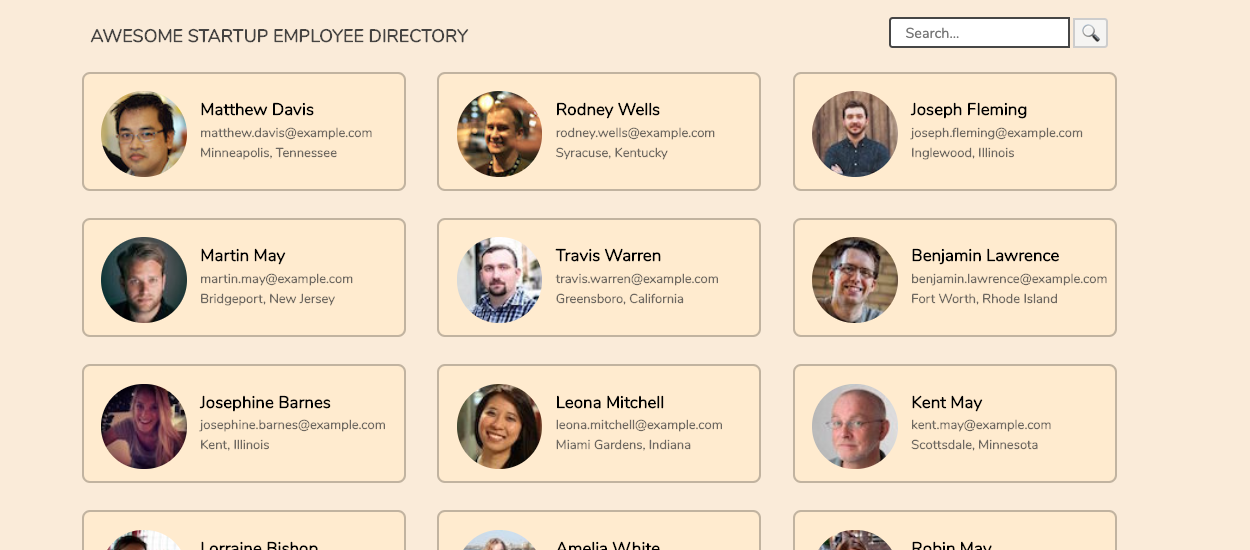 AWESOME STARTUP EMPLOYEE DIRECTORY
Search...
Matthew Davis
matthew.davis@example.com
Minneapolis, Tennessee
Rodney Wells
rodney.wells@example.com
Syracuse, Kentucky
Joseph Fleming
joseph.fleming@example.com
Inglewood, Illinois
Martin May
martin.may@example.com
Bridgeport, New Jersey
Travis Warren
travis.warren@example.com
Greensboro, California
Benjamin Lawrence
benjamin.lawrence@example.com
Fort Worth, Rhode Island
Josephine Barnes
josephine.barnes@example.com
Kent, Illinois
Leona Mitchell
leona.mitchell@example.com
Miami Gardens, Indiana
Kent May
kent.may@example.com
Scottsdale, Minnesota
Lorraine Bishop
Amelia White
Robin May